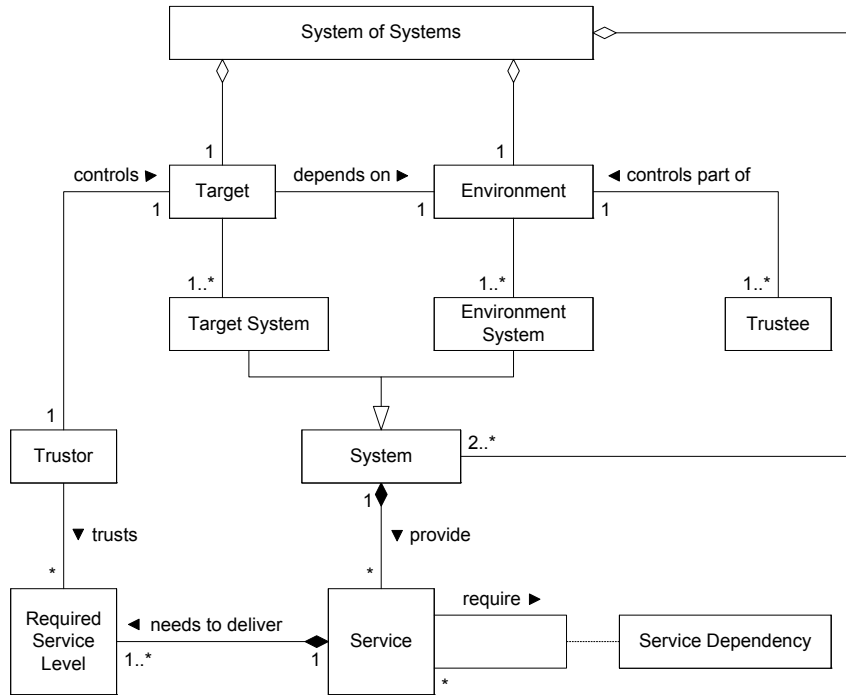 System of Systems
1
1
controls ►
depends on ►
◄ controls part of
Target
Environment
1
1
1
1..*
1..*
1..*
Target System
Environment
System
Trustee
1
2..*
Trustor
System
1
▼ trusts
▼ provide
*
*
require ►
Required
Service
Level
◄ needs to deliver
Service
Service Dependency
1..*
1
*